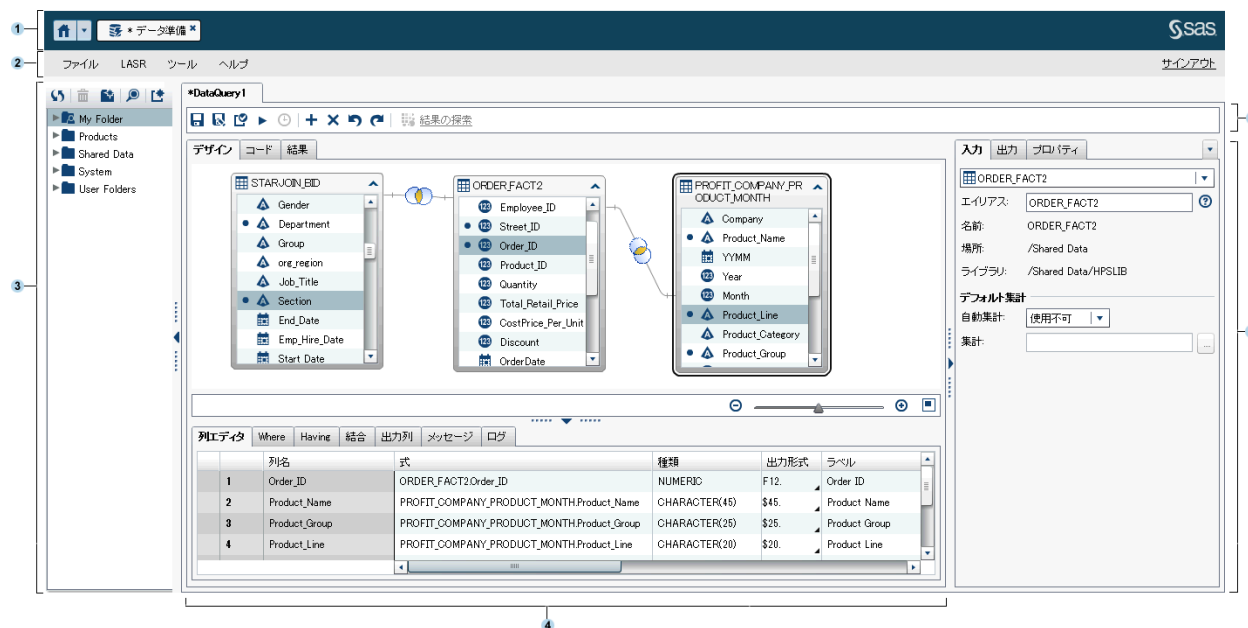 1
* データ準備
sas
2
ファイル LASR ツール ヘルプ
サインアウト
3
My Folder
Products
Shared Data
System
User Folders
*DataQuery1
結果の探索
デザイン コード 結果
STARJOIN_BID
Gender
Department
Group
org_region
Job_Title
Section
End_Date
Emp_Hire_Date
Start Date
ORDER_FACT2
Employee_ID
Street_ID
Order_ID
Product_ID
Quantity
Total_Retail_Price
CostPrice_Per_Unit
Discount
OrderDate
PROFIT_COMPANY_PR
ODUCT_MONTH
Company
Product_Name
YYMM
Year
Month
Product_Line
Product_Category
Product_Group
列エディタ Where Having 結合 出力列 メッセージ ログ
列名 式 種類 出力形式 ラベル
1 Order_ID ORDER_FACT2.Order_ID NUMERIC F12. Order ID
2 Product_Name PROFIT_COMPANY_PRODUCT_MONTH.Product_Name CHARACTER(45) $45. Product Name
3 Product_Group PROFIT_COMPANY_PRODUCT_MONTH.Product_Group CHARACTER(25) $25. Product Group
4 Product_Line PROFIT_COMPANY_PRODUCT_MONTH.Product_Line CHARACTER(20) $20. Product Line
入力 出力 プロパティ
ORDER_FACT2
エイリアス: ORDER_FACT2
名前: ORDER_FACT2
場所: /Shared Data
ライブラリ: /Shared Data/HPSLIB
デフォルト集計
自動集計: 使用不可
集計: ...
4